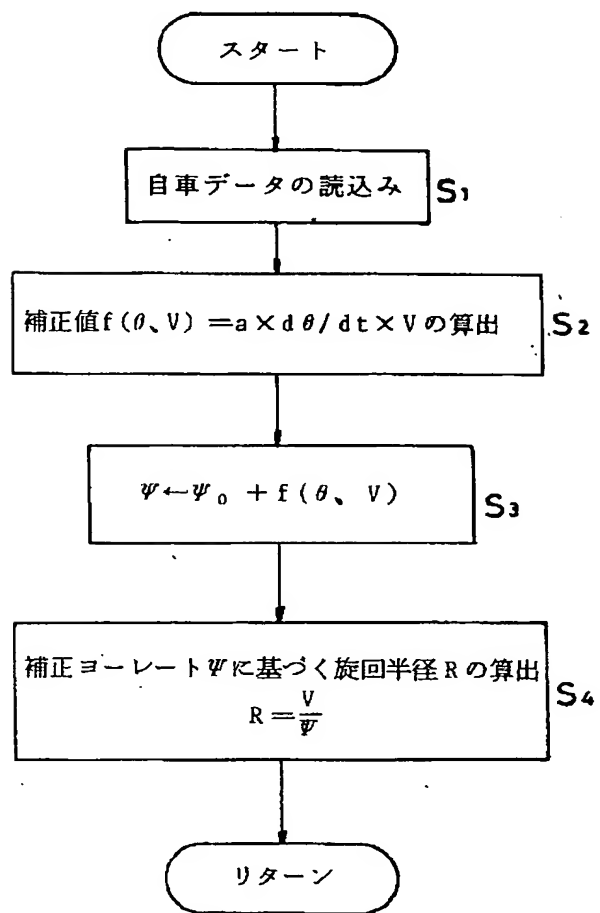 スタート
自車データの読込み S1
補正値f(θ、V)=a×dθ/dt×Vの算出 S2
Ψ←Ψ0+f(θ、V) S3
補正ヨーレートΨに基づく旋回半径Rの算出
R=V/Ψ S4
リターン